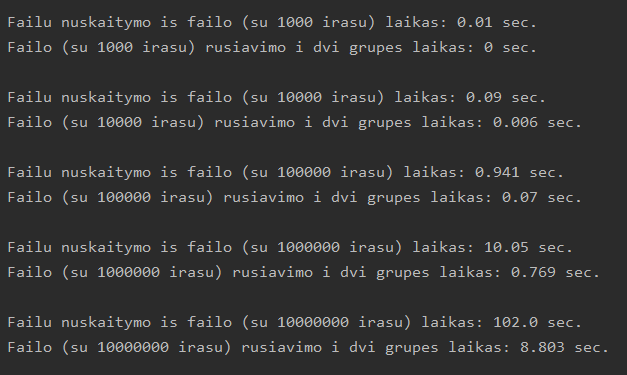 Failu nuskaitymo is failo (su 1000 irasu) laikas: 0.01 sec.
Failo (su 1000 irasu) rusiavimo i dvi grupes laikas: 0 sec.
Failu nuskaitymo is failo (su 10000 irasu) laikas: 0.09 sec.
Failo (su 10000 irasu) rusiavimo i dvi grupes laikas: 0.006 sec.
Failu nuskaitymo is failo (su 100000 irasu) laikas: 0.941 sec.
Failo (su 100000 irasu) rusiavimo i dvi grupes laikas: 0.07 sec.
Failu nuskaitymo is failo (su 1000000 irasu) laikas: 10.05 sec.
Failo (su 1000000 irasu) rusiavimo i dvi grupes laikas: 0.769 sec.
Failu nuskaitymo is failo (su 10000000 irasu) laikas: 102.0 sec.
Failo (su 10000000 irasu) rusiavimo i dvi grupes laikas: 8.803 sec.